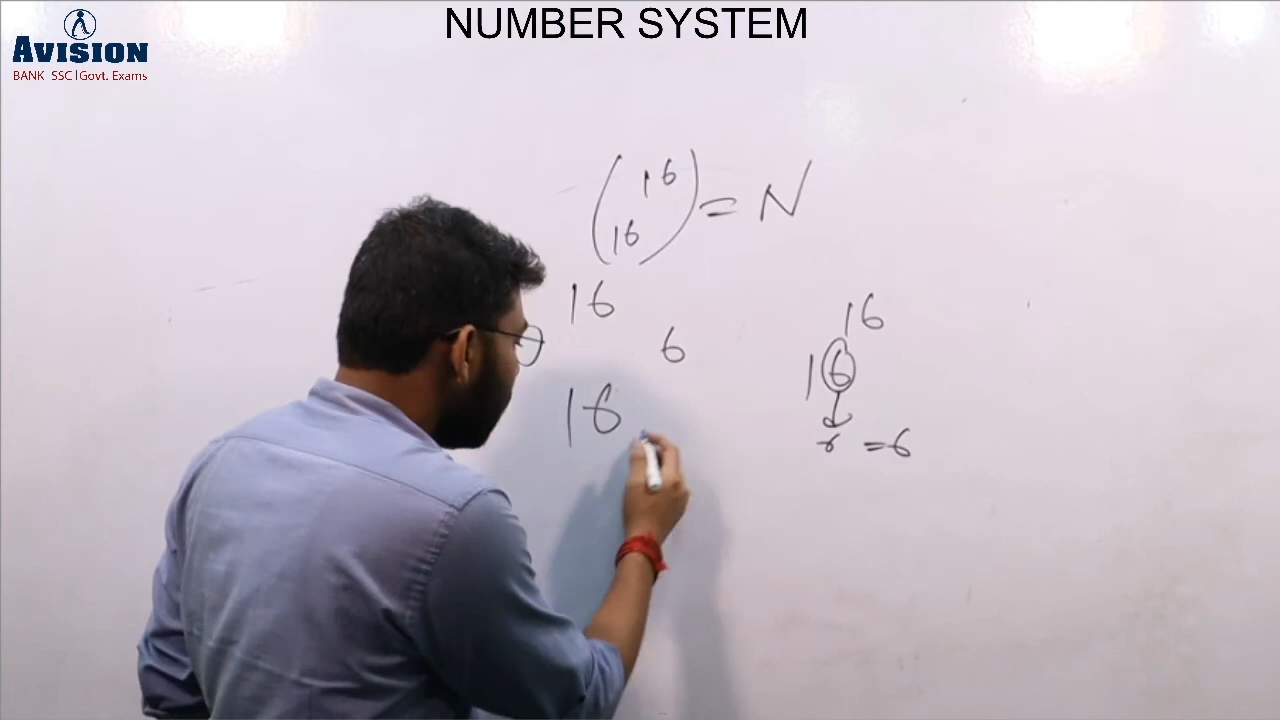 NUMBER SYSTEM
AVISION
BANK SSC|Govt. Exams
(16^16) = N
16
6
16
16
16
r = 6